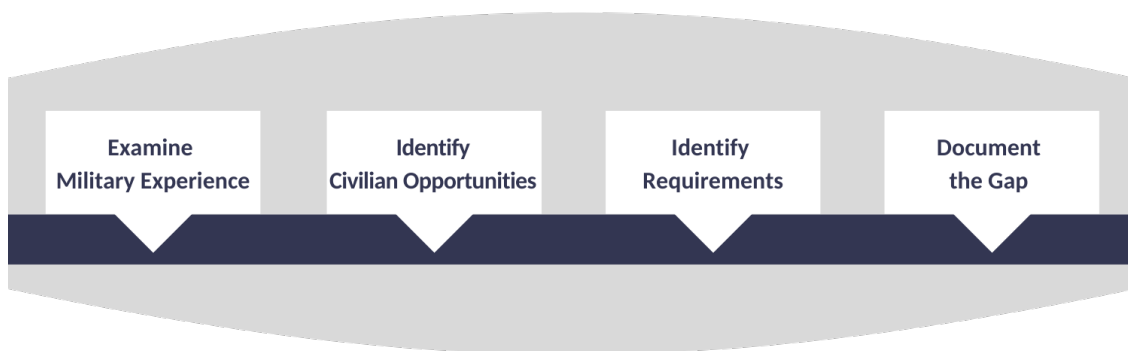 Examine
Military Experience
Identify
Civilian Opportunities
Identify
Requirements
Document
the Gap